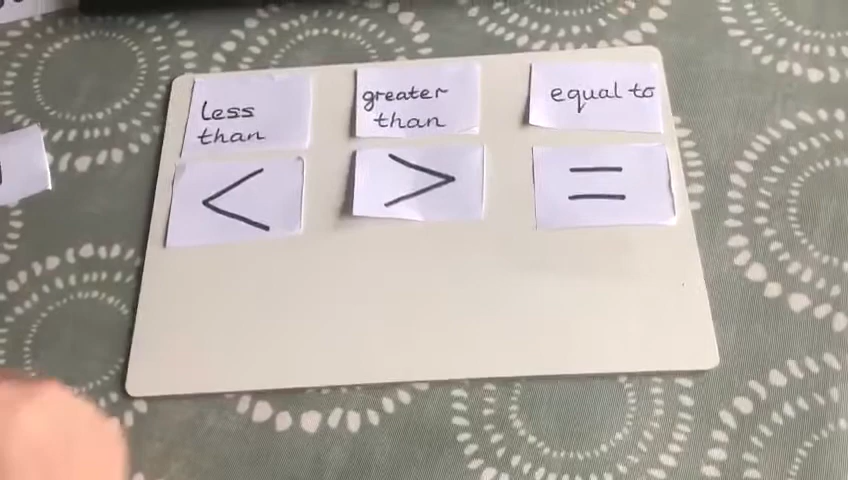 less
than
greater
than
equal to
<
>
=